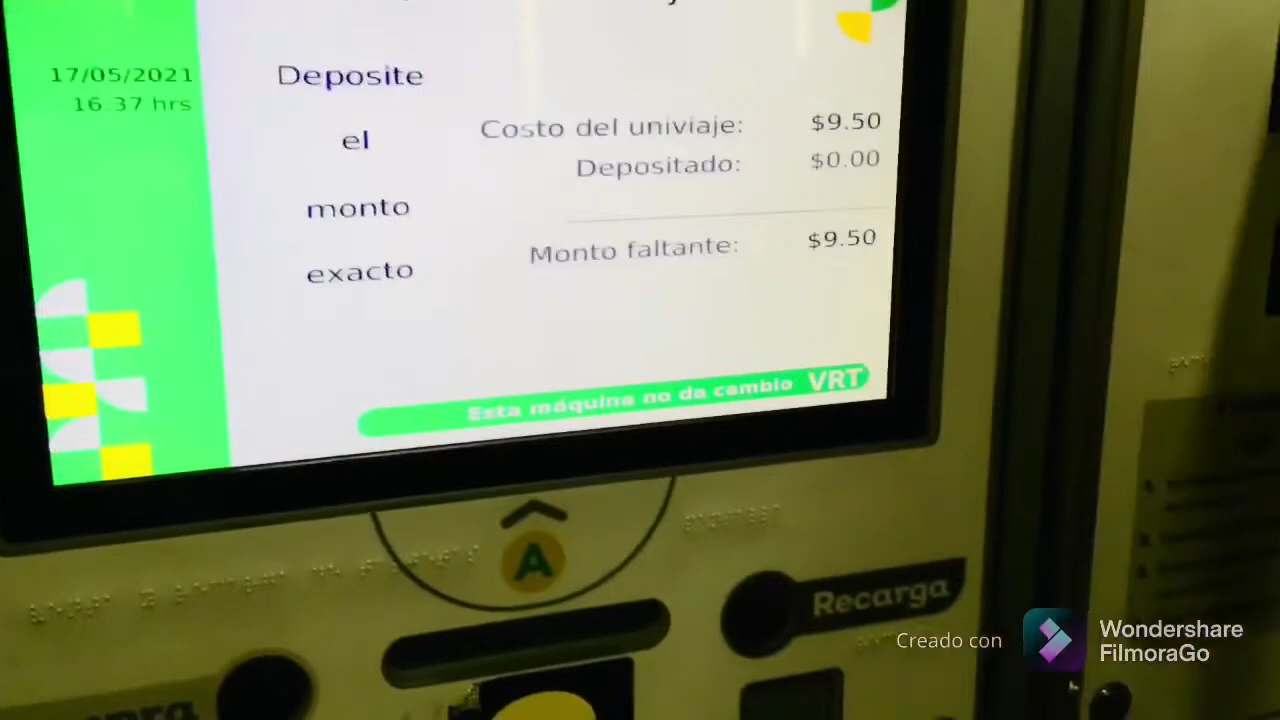 17/05/2021
16 37 hrs
Deposite
el
monto
exacto
Costo del univiaje: $9.50
Depositado: $0.00
Monto faltante: $9.50
Esta máquina no da cambio VRT
A
Recarga
Creado con
Wondershare
FilmoraGo